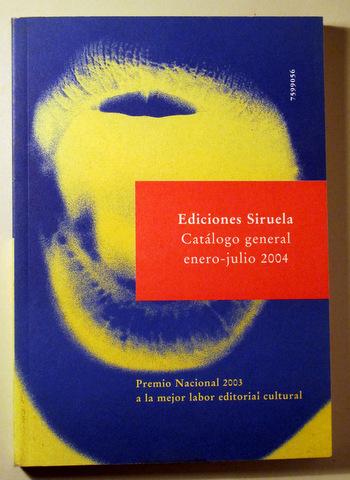 7599056
Ediciones Siruela
Catálogo general
enero-julio 2004
Premio Nacional 2003
a la mejor labor editorial cultural